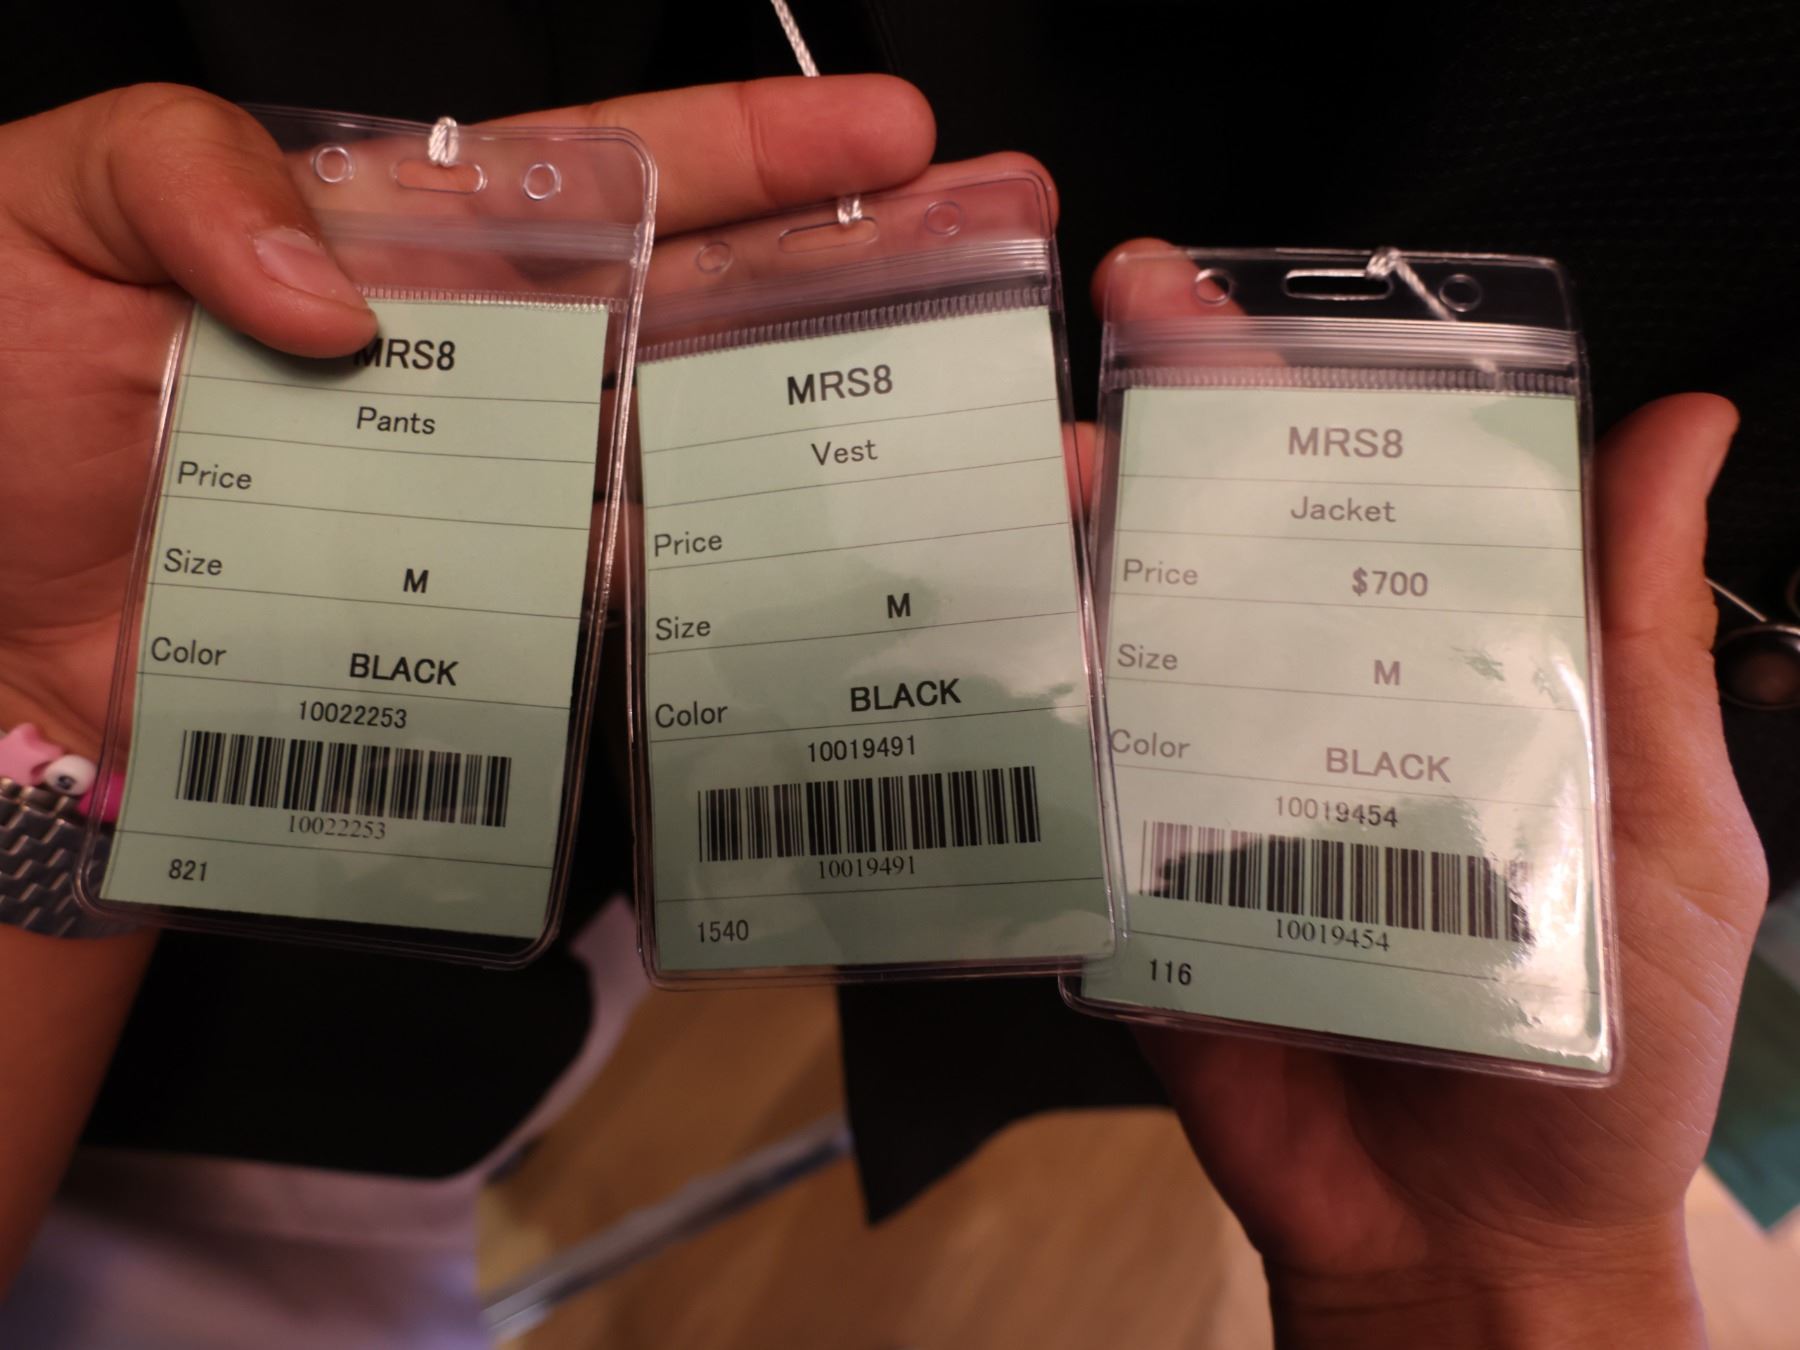 MRS8
Pants
Price
Size M
Color BLACK
10022253
10022253
821
MRS8
Vest
Price
Size M
Color BLACK
10019491
10019491
1540
MRS8
Jacket
Price $700
Size M
Color BLACK
10019454
10019454
116